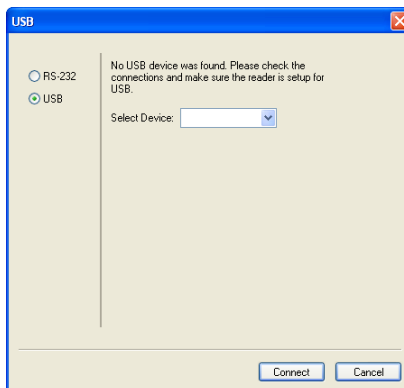 USB
RS-232
USB
No USB device was found. Please check the
connections and make sure the reader is setup for
USB.
Select Device:
Connect
Cancel